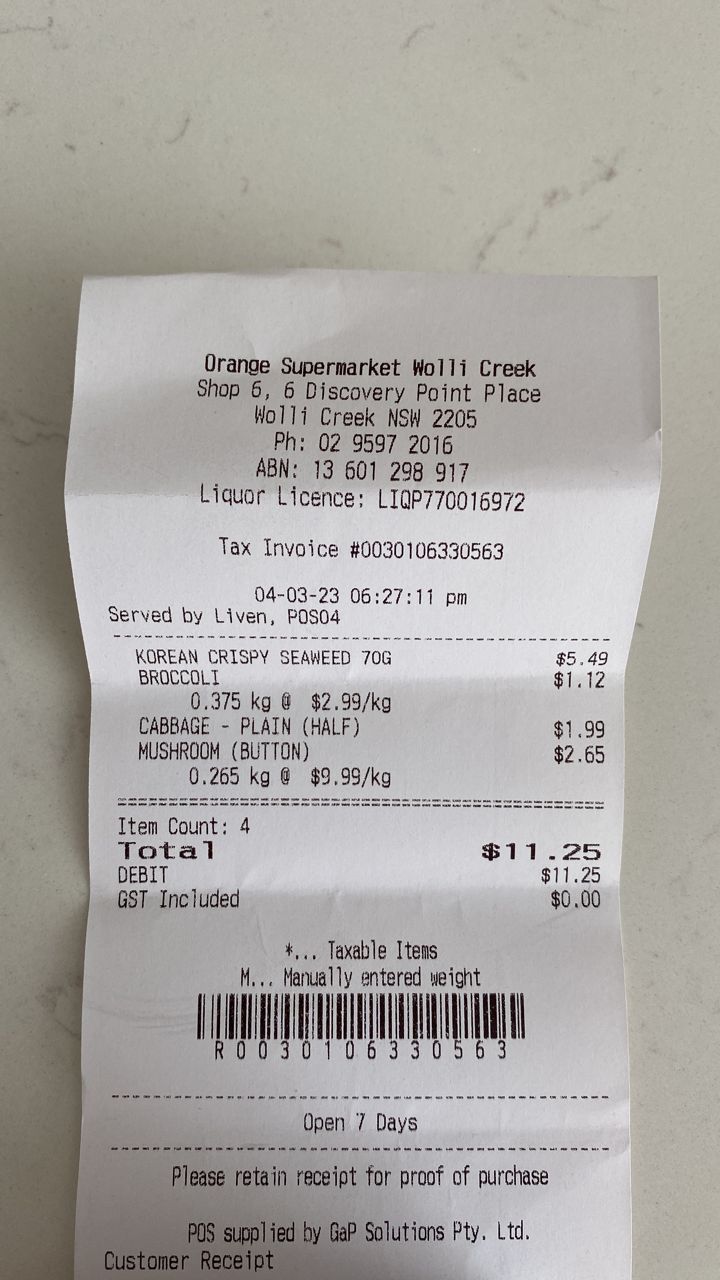 Orange Supermarket Wolli Creek
Shop 6, 6 Discovery Point Place
Wolli Creek NSW 2205
Ph: 02 9597 2016
ABN: 13 601 298 917
Liquor Licence: LIQP770016972
Tax Invoice #0030106330563
04-03-23 06:27:11 pm
Served by Liven, POS04
KOREAN CRISPY SEAWEED 70G $5.49
BROCCOLI $1.12
0.375 kg @ $2.99/kg
CABBAGE - PLAIN (HALF) $1.99
MUSHROOM (BUTTON) $2.65
0.265 kg @ $9.99/kg
Item Count: 4
Total $11.25
DEBIT $11.25
GST Included $0.00
*... Taxable Items
M... Manually entered weight
R0030106330563
Open 7 Days
Please retain receipt for proof of purchase
POS supplied by GaP Solutions Pty. Ltd.
Customer Receipt